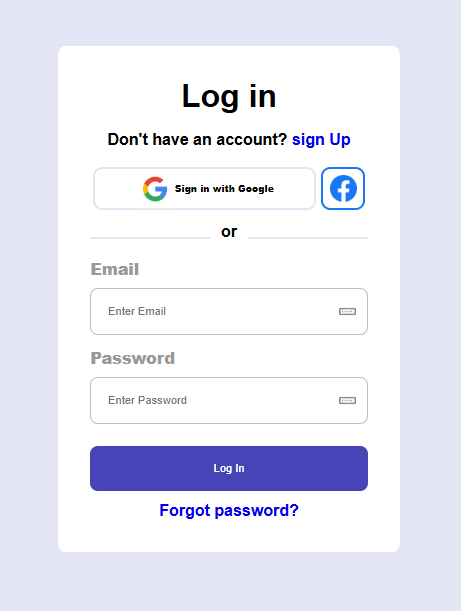 Log in
Don't have an account? sign Up
Sign in with Google
or
Email
Enter Email
Password
Enter Password
Log In
Forgot password?